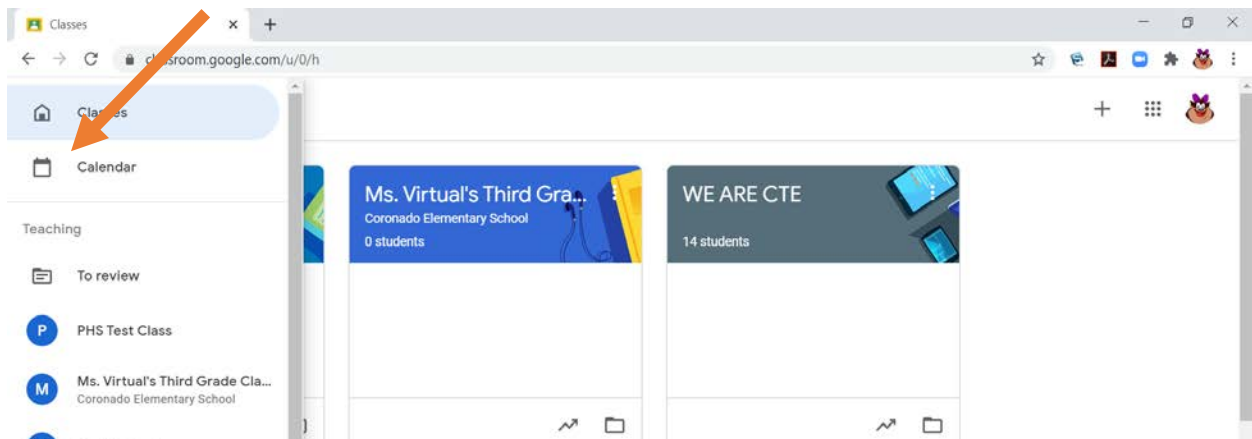 Classes
classroom.google.com/u/0/h
Classes
Calendar
Teaching
To review
P PHS Test Class
M Ms. Virtual's Third Grade Cla...
Coronado Elementary School
Ms. Virtual's Third Gra...
Coronado Elementary School
0 students
WE ARE CTE
14 students